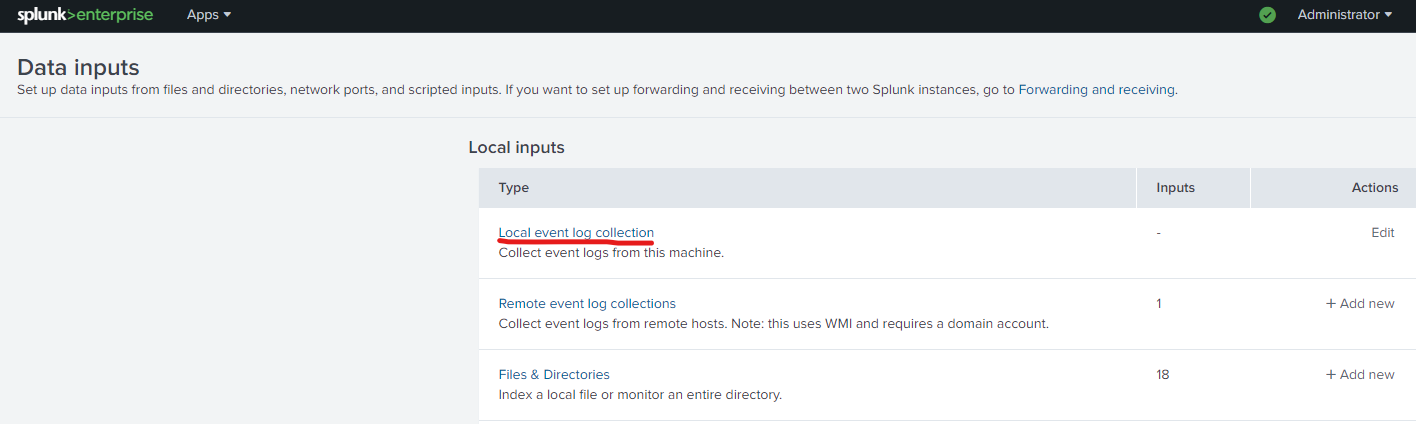 splunk>enterprise Apps Administrator
Data inputs
Set up data inputs from files and directories, network ports, and scripted inputs. If you want to set up forwarding and receiving between two Splunk instances, go to Forwarding and receiving.
Local inputs
Type Inputs Actions
Local event log collection - Edit
Collect event logs from this machine.
Remote event log collections 1 + Add new
Collect event logs from remote hosts. Note: this uses WMI and requires a domain account.
Files & Directories 18 + Add new
Index a local file or monitor an entire directory.